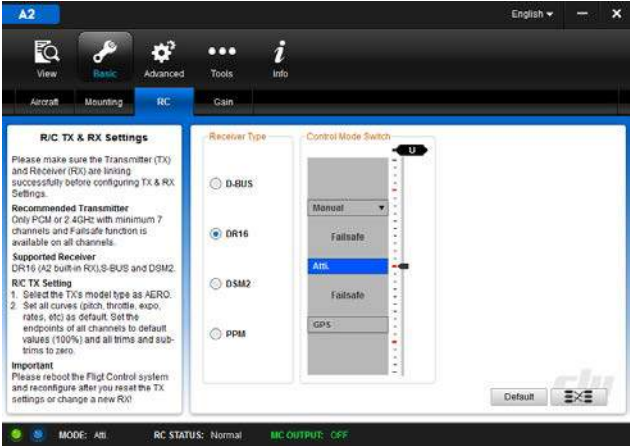 A2
English
View
Basic
Advanced
Tools
Info
Aircraft
Mounting
RC
Gain
R/C TX & RX Settings
Please make sure the Transmitter (TX)
and Receiver (RX) are linking
successfully before configuring TX & RX
Settings.
Recommended Transmitter
Only PCM or 2.4GHz with minimum 7
channels and Failsafe function is
available on all channels.
Supported Receiver
DR16 (A2 built-in RX),S-BUS and DSM2.
R/C TX Setting
1. Select the TX's model type as AERO.
2. Set all curves (pitch, throttle, expo,
rates, etc) as default. Set the
endpoints of all channels to default
values (100%) and all trims and sub-
trims to zero.
Important
Please reboot the Fligt Control system
and reconfigure after you reset the TX
settings or change a new RX!
Receiver Type
D-BUS
DR16
DSM2
PPM
Control Mode Switch
U
Manual
Failsafe
Atti.
Failsafe
GPS
Default
dji
MODE: Atti
RC STATUS: Normal
MC OUTPUT: OFF